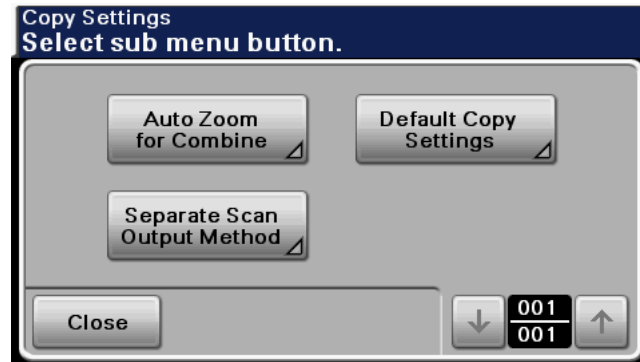 Copy Settings
Select sub menu button.
Auto Zoom
for Combine
Default Copy
Settings
Separate Scan
Output Method
Close
001
001